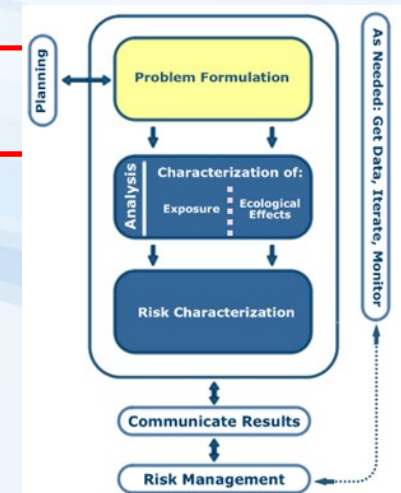 Planning
Problem Formulation
Analysis
Characterization of:
Exposure
Ecological
Effects
Risk Characterization
Communicate Results
Risk Management
As Needed: Get Data, Iterate, Monitor